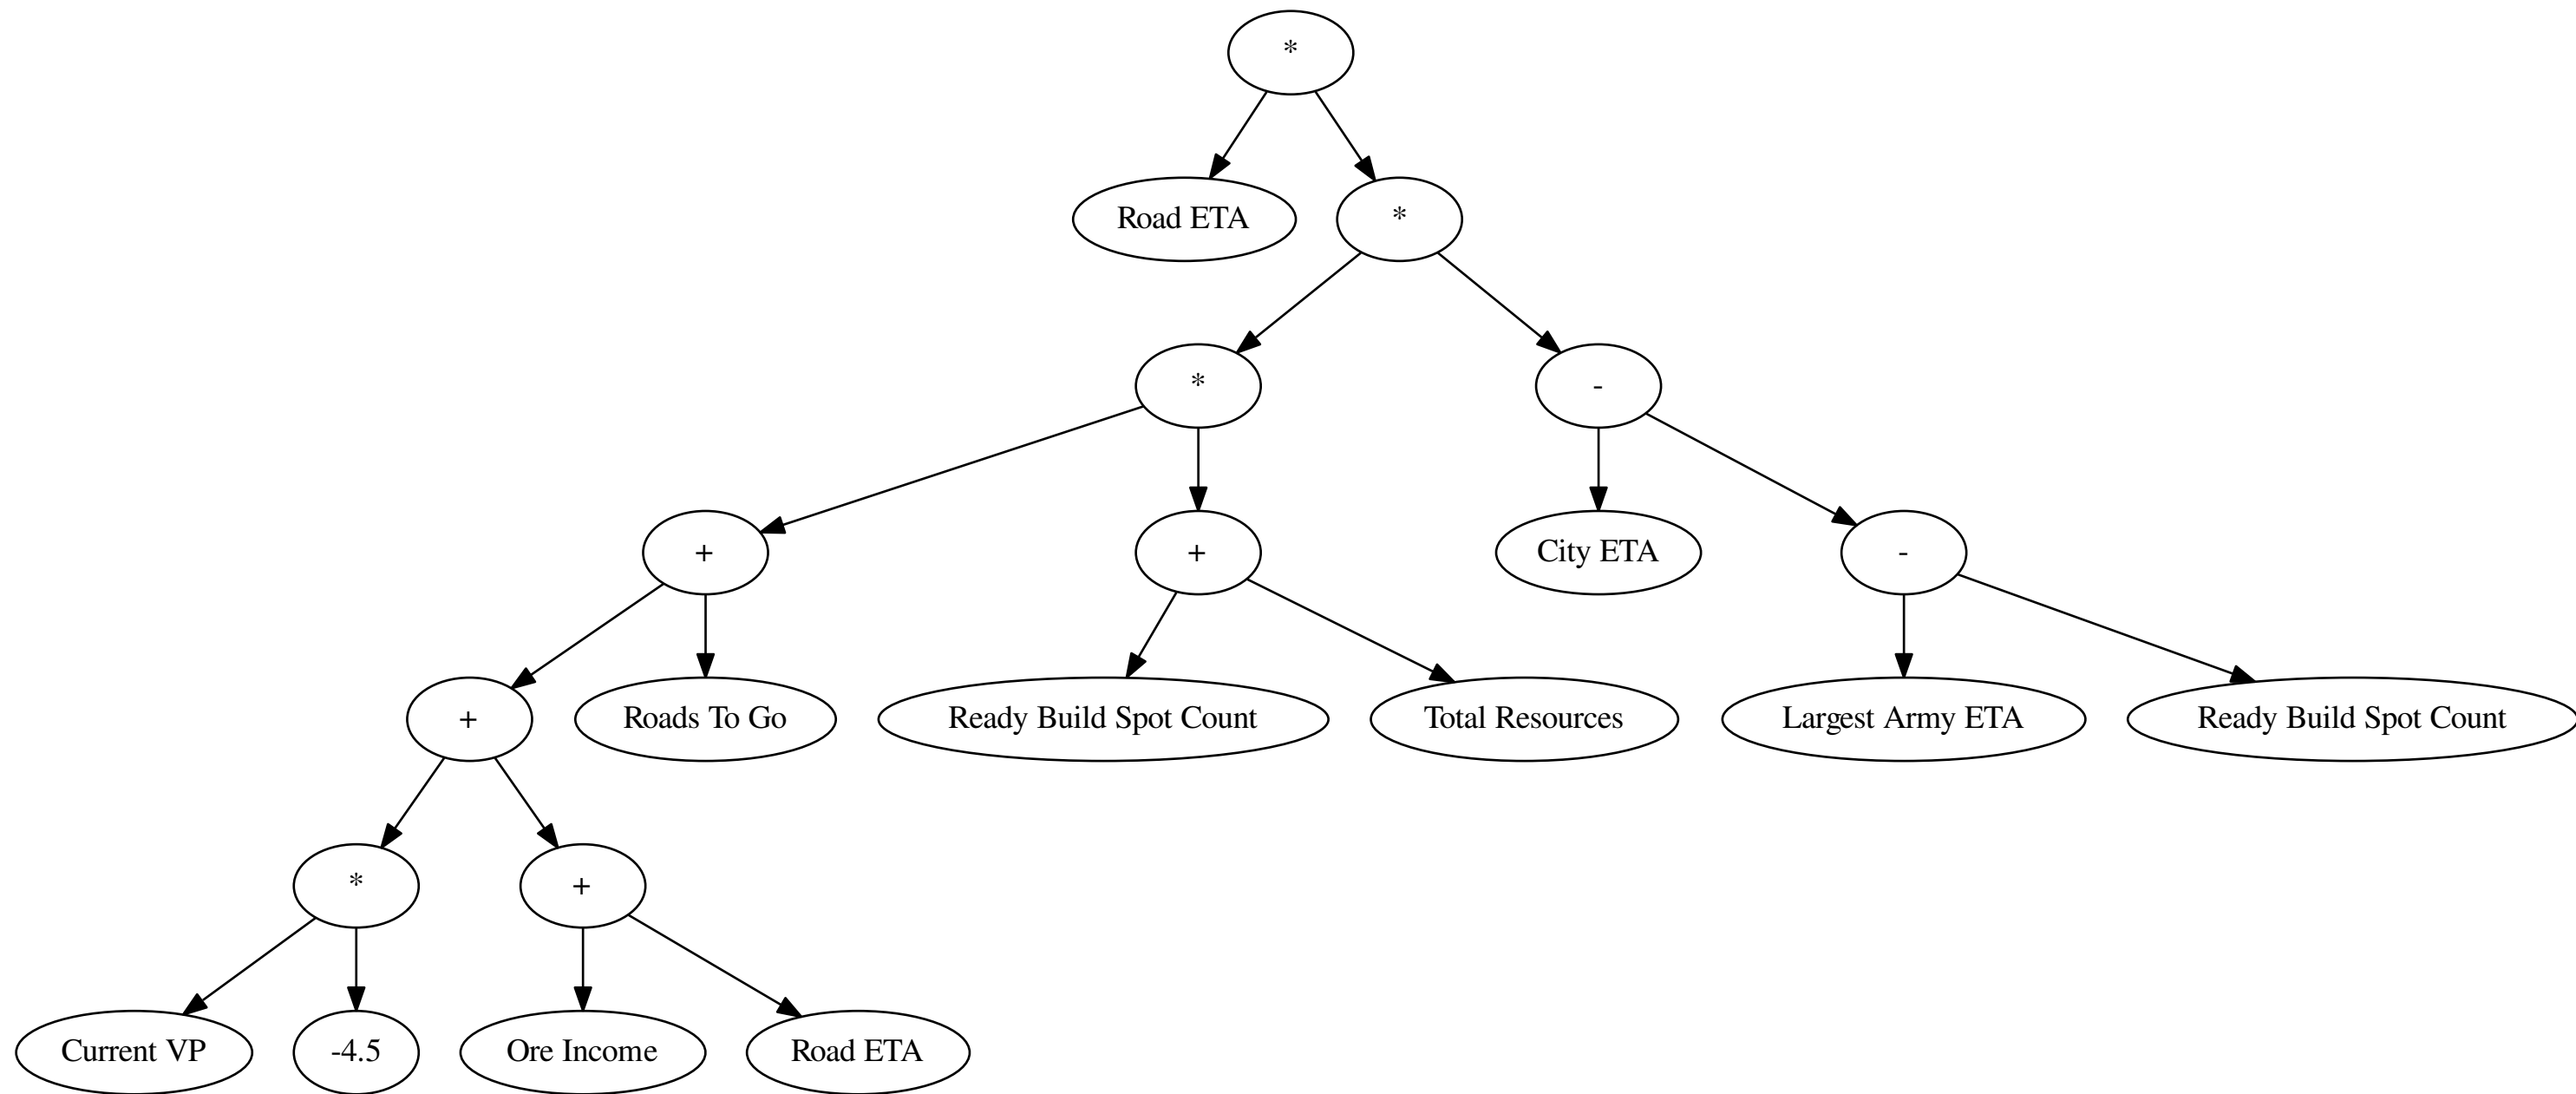 *
Road ETA
*
*
-
+
+
City ETA
-
+
Roads To Go
Ready Build Spot Count
Total Resources
Largest Army ETA
Ready Build Spot Count
*
+
Current VP
-4.5
Ore Income
Road ETA